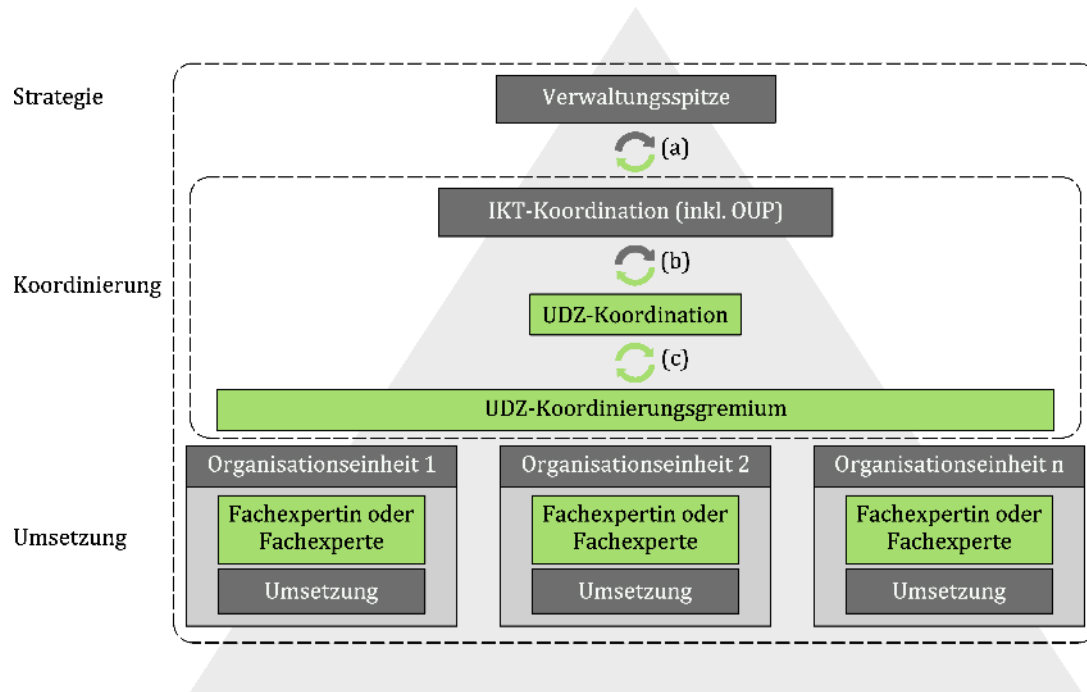 Strategie
Verwaltungsspitze
(a)
IKT-Koordination (inkl. OUP)
(b)
Koordinierung
UDZ-Koordination
(c)
UDZ-Koordinierungsgremium
Organisationseinheit 1
Organisationseinheit 2
Organisationseinheit n
Umsetzung
Fachexpertin oder
Fachexperte
Fachexpertin oder
Fachexperte
Fachexpertin oder
Fachexperte
Umsetzung
Umsetzung
Umsetzung